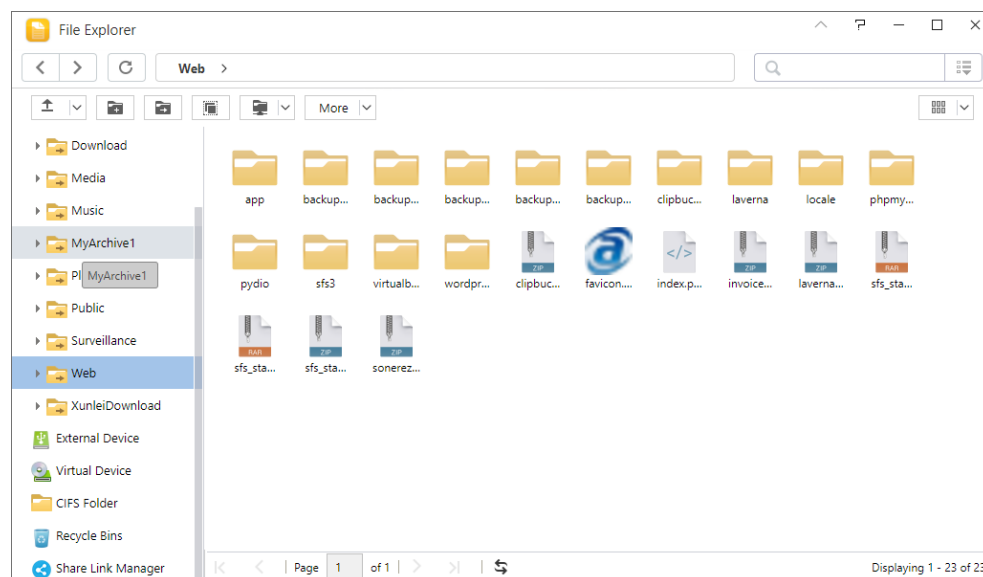 File Explorer
Web
More
Download
Media
Music
MyArchive1
Pl
MyArchive1
Public
Surveillance
Web
XunleiDownload
External Device
Virtual Device
CIFS Folder
Recycle Bins
Share Link Manager
app backup... backup... backup... backup... backup... clipbuc... laverna locale phpmy...
ZIP </> ZIP ZIP RAR
pydio sfs3 virtualb... wordpr... clipbuc... favicon.... index.p... invoice... laverna... sfs_sta...
RAR ZIP ZIP
sfs_sta... sfs_sta... sonerez...
Page 1 of 1 Displaying 1 - 23 of 23